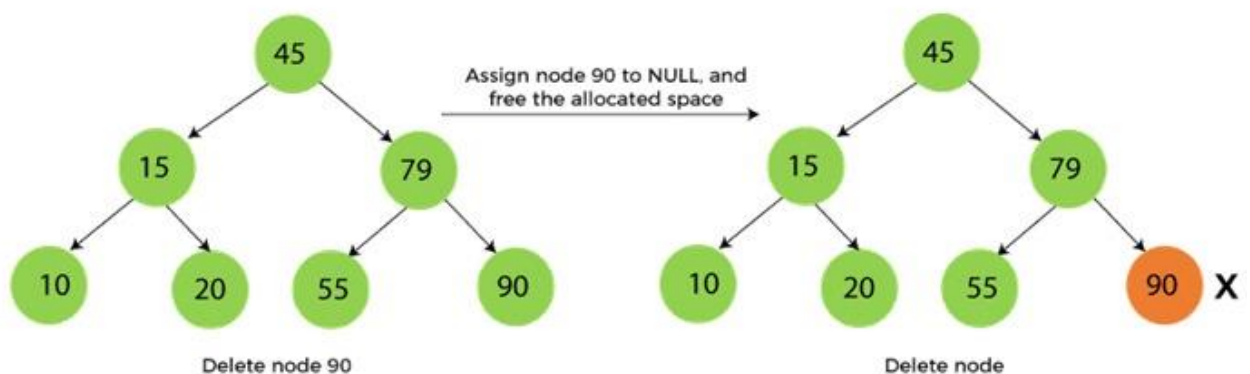 45
45
Assign node 90 to NULL, and
free the allocated space
15
79
15
79
10
20
55
90
10
20
55
90
X
Delete node 90
Delete node